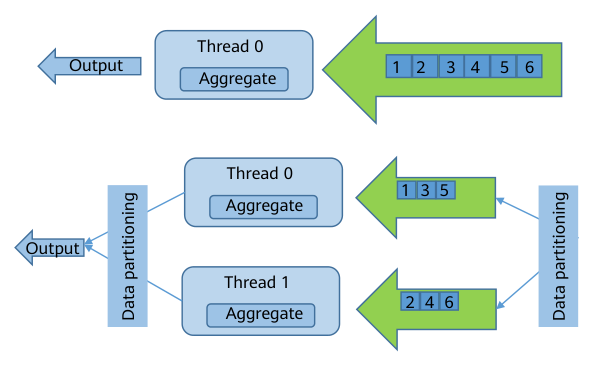 Output
Thread 0
Aggregate
1 2 3 4 5 6
Output
Data partitioning
Thread 0
Aggregate
1 3 5
Thread 1
Aggregate
2 4 6
Data partitioning